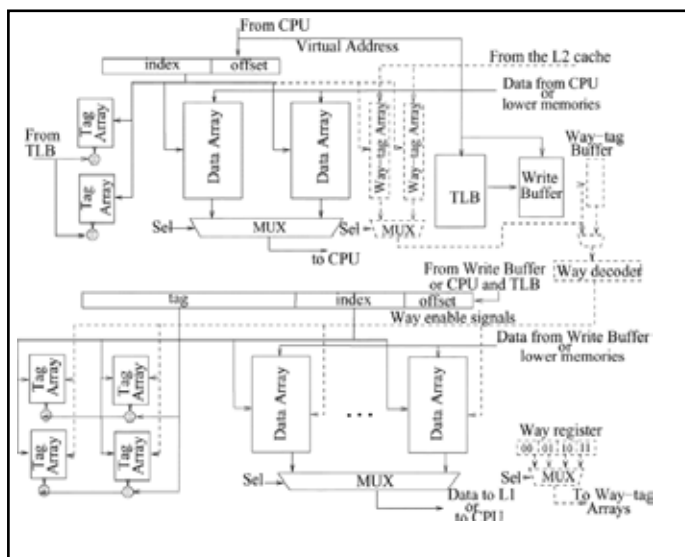 From CPU
Virtual Address
From the L2 cache
index
offset
Data from CPU
or
lower memories
From
TLB
Tag
Array
Tag
Array
Data Array
Data Array
Way-tag Array
Way-tag Array
Way-tag
Buffer
TLB
Write
Buffer
Sel
MUX
Sel
MUX
to CPU
Way decoder
From Write Buffer
or CPU and TLB
tag
index
offset
Way enable signals
Data from Write Buffer
or
lower memories
Tag
Array
Tag
Array
Tag
Array
Tag
Array
Data Array
...
Data Array
Way register
00 01 10 11
Sel
MUX
Sel
MUX
Data to L1
or
to CPU
To Way-tag
Arrays